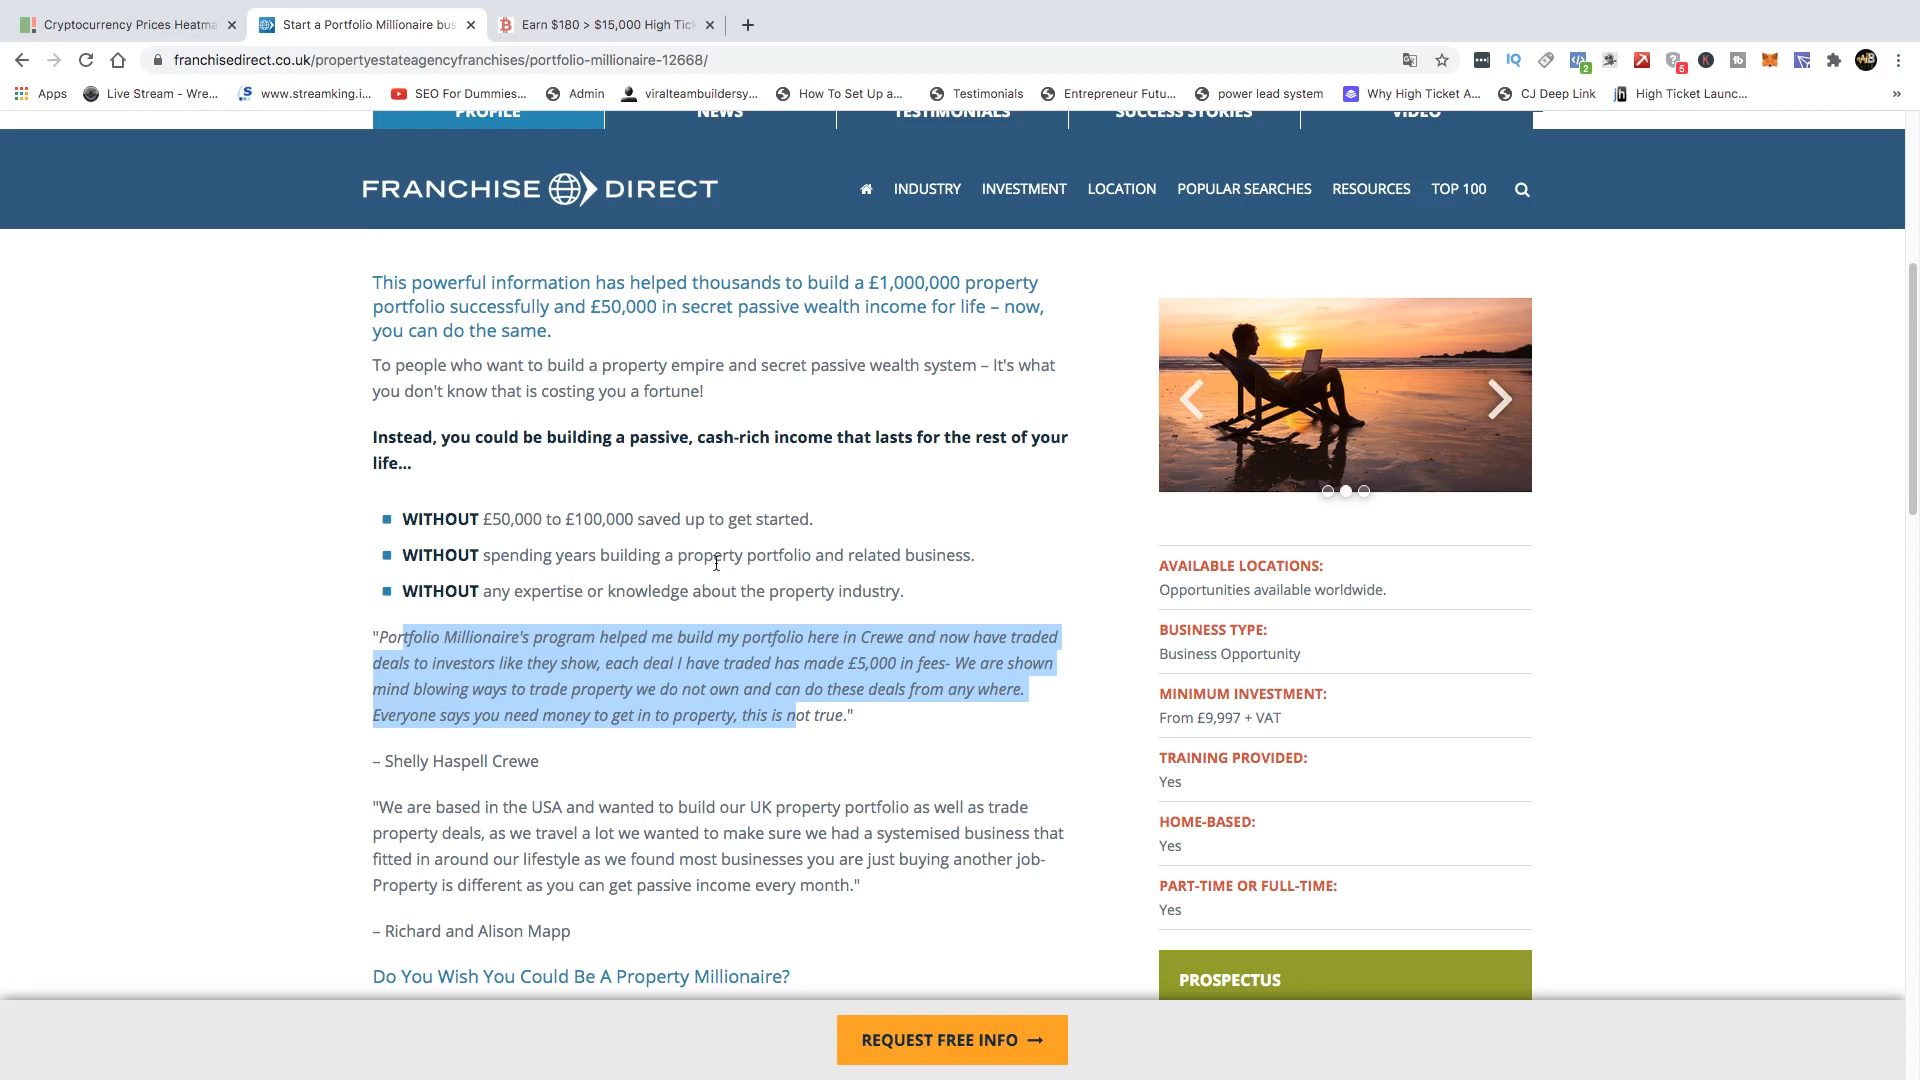 Cryptocurrency Prices Heatma
Start a Portfolio Millionaire bus
Earn $180 > $15,000 High Tick
franchisedirect.co.uk/propertyestateagencyfranchises/portfolio-millionaire-12668/
IQ
2
5
K
tb
Apps
Live Stream - Wre...
www.streamking.i...
SEO For Dummies...
Admin
viralteambuildersy...
How To Set Up a...
Testimonials
Entrepreneur Futu...
power lead system
Why High Ticket A...
CJ Deep Link
High Ticket Launc...
»
PROFILE
NEWS
TESTIMONIALS
SUCCESS STORIES
VIDEO
FRANCHISE DIRECT
INDUSTRY
INVESTMENT
LOCATION
POPULAR SEARCHES
RESOURCES
TOP 100
This powerful information has helped thousands to build a £1,000,000 property
portfolio successfully and £50,000 in secret passive wealth income for life – now,
you can do the same.
To people who want to build a property empire and secret passive wealth system – It's what
you don't know that is costing you a fortune!
Instead, you could be building a passive, cash-rich income that lasts for the rest of your
life...
WITHOUT £50,000 to £100,000 saved up to get started.
WITHOUT spending years building a property portfolio and related business.
WITHOUT any expertise or knowledge about the property industry.
"Portfolio Millionaire's program helped me build my portfolio here in Crewe and now have traded
deals to investors like they show, each deal I have traded has made £5,000 in fees- We are shown
mind blowing ways to trade property we do not own and can do these deals from any where.
Everyone says you need money to get in to property, this is not true."
– Shelly Haspell Crewe
"We are based in the USA and wanted to build our UK property portfolio as well as trade
property deals, as we travel a lot we wanted to make sure we had a systemised business that
fitted in around our lifestyle as we found most businesses you are just buying another job-
Property is different as you can get passive income every month."
– Richard and Alison Mapp
Do You Wish You Could Be A Property Millionaire?
AVAILABLE LOCATIONS:
Opportunities available worldwide.
BUSINESS TYPE:
Business Opportunity
MINIMUM INVESTMENT:
From £9,997 + VAT
TRAINING PROVIDED:
Yes
HOME-BASED:
Yes
PART-TIME OR FULL-TIME:
Yes
PROSPECTUS
REQUEST FREE INFO →